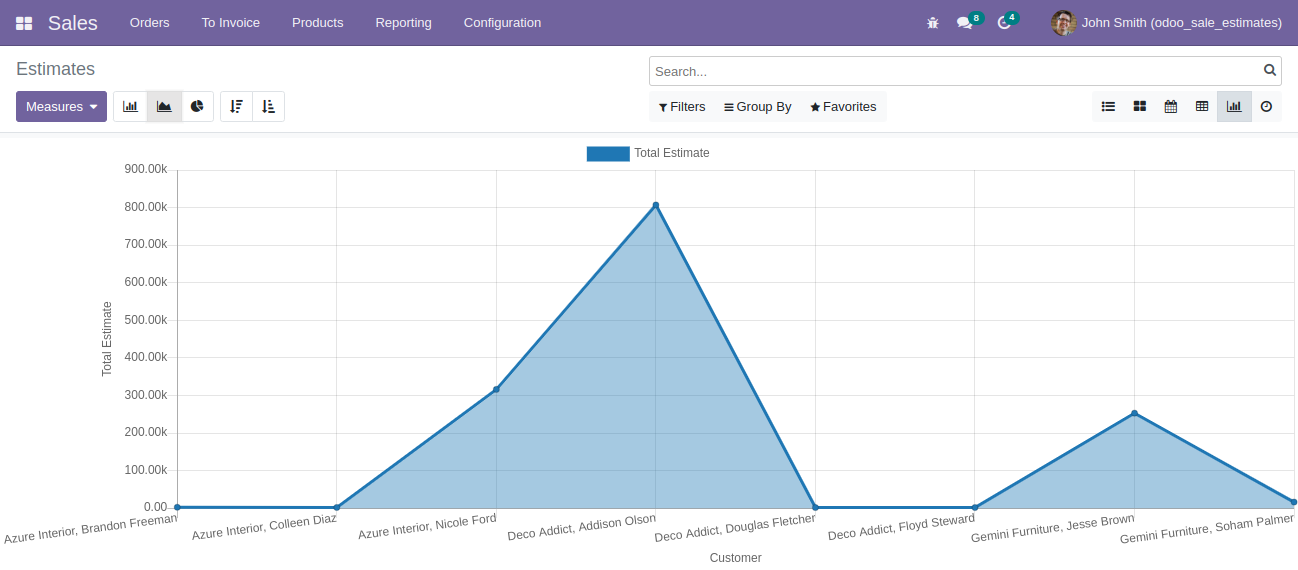 Sales Orders To Invoice Products Reporting Configuration 8 4 John Smith (odoo_sale_estimates)
Estimates
Search...
Measures
Filters Group By Favorites
Total Estimate
900.00k
800.00k
700.00k
600.00k
500.00k
400.00k
300.00k
200.00k
100.00k
0.00
Total Estimate
Azure Interior, Brandon Freeman
Azure Interior, Colleen Diaz
Azure Interior, Nicole Ford
Deco Addict, Addison Olson
Deco Addict, Douglas Fletcher
Deco Addict, Floyd Steward
Gemini Furniture, Jesse Brown
Gemini Furniture, Soham Palmer
Customer